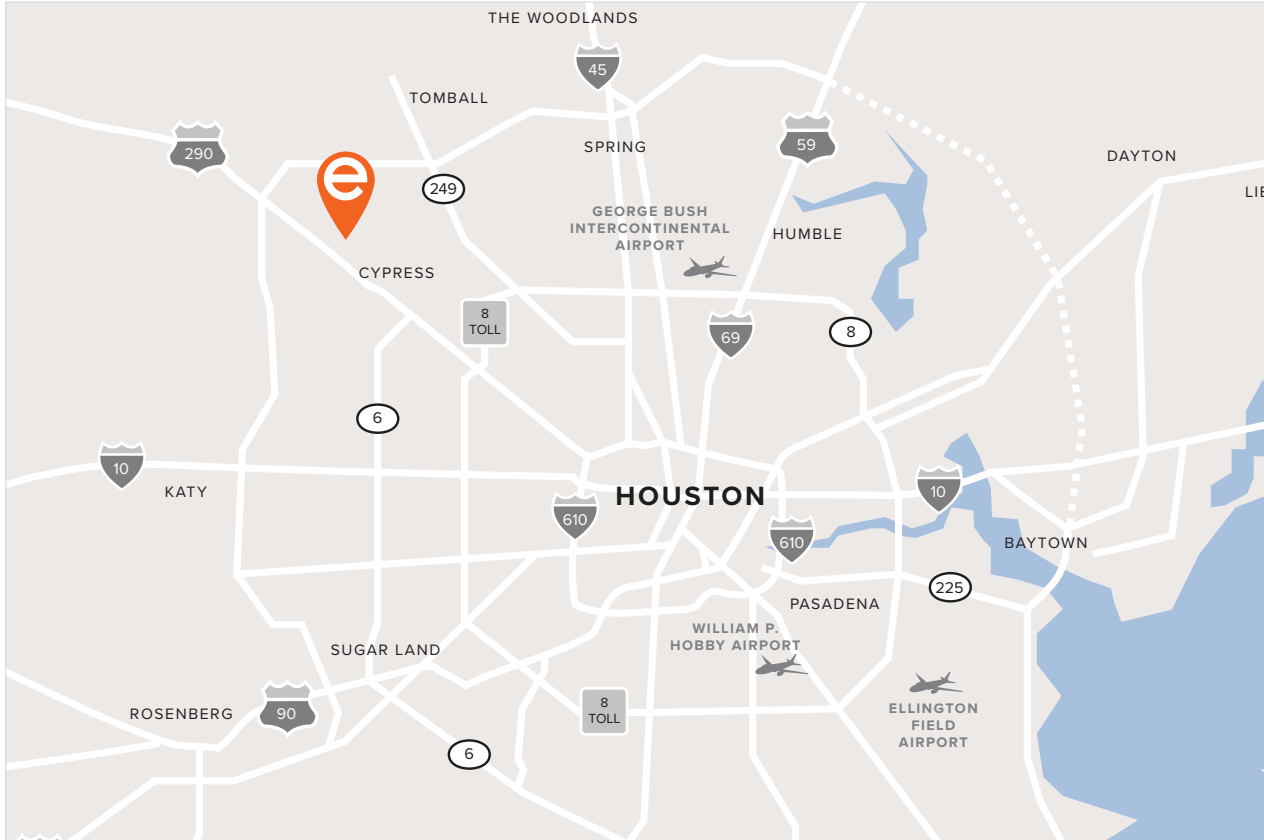 THE WOODLANDS
45
TOMBALL
290
SPRING
59
DAYTON
e
249
LIE
GEORGE BUSH
INTERCONTINENTAL
AIRPORT
HUMBLE
CYPRESS
8
TOLL
69
8
6
10
KATY
HOUSTON
10
610
610
BAYTOWN
225
PASADENA
WILLIAM P.
HOBBY AIRPORT
SUGAR LAND
ROSENBERG
90
8
TOLL
ELLINGTON
FIELD
AIRPORT
6